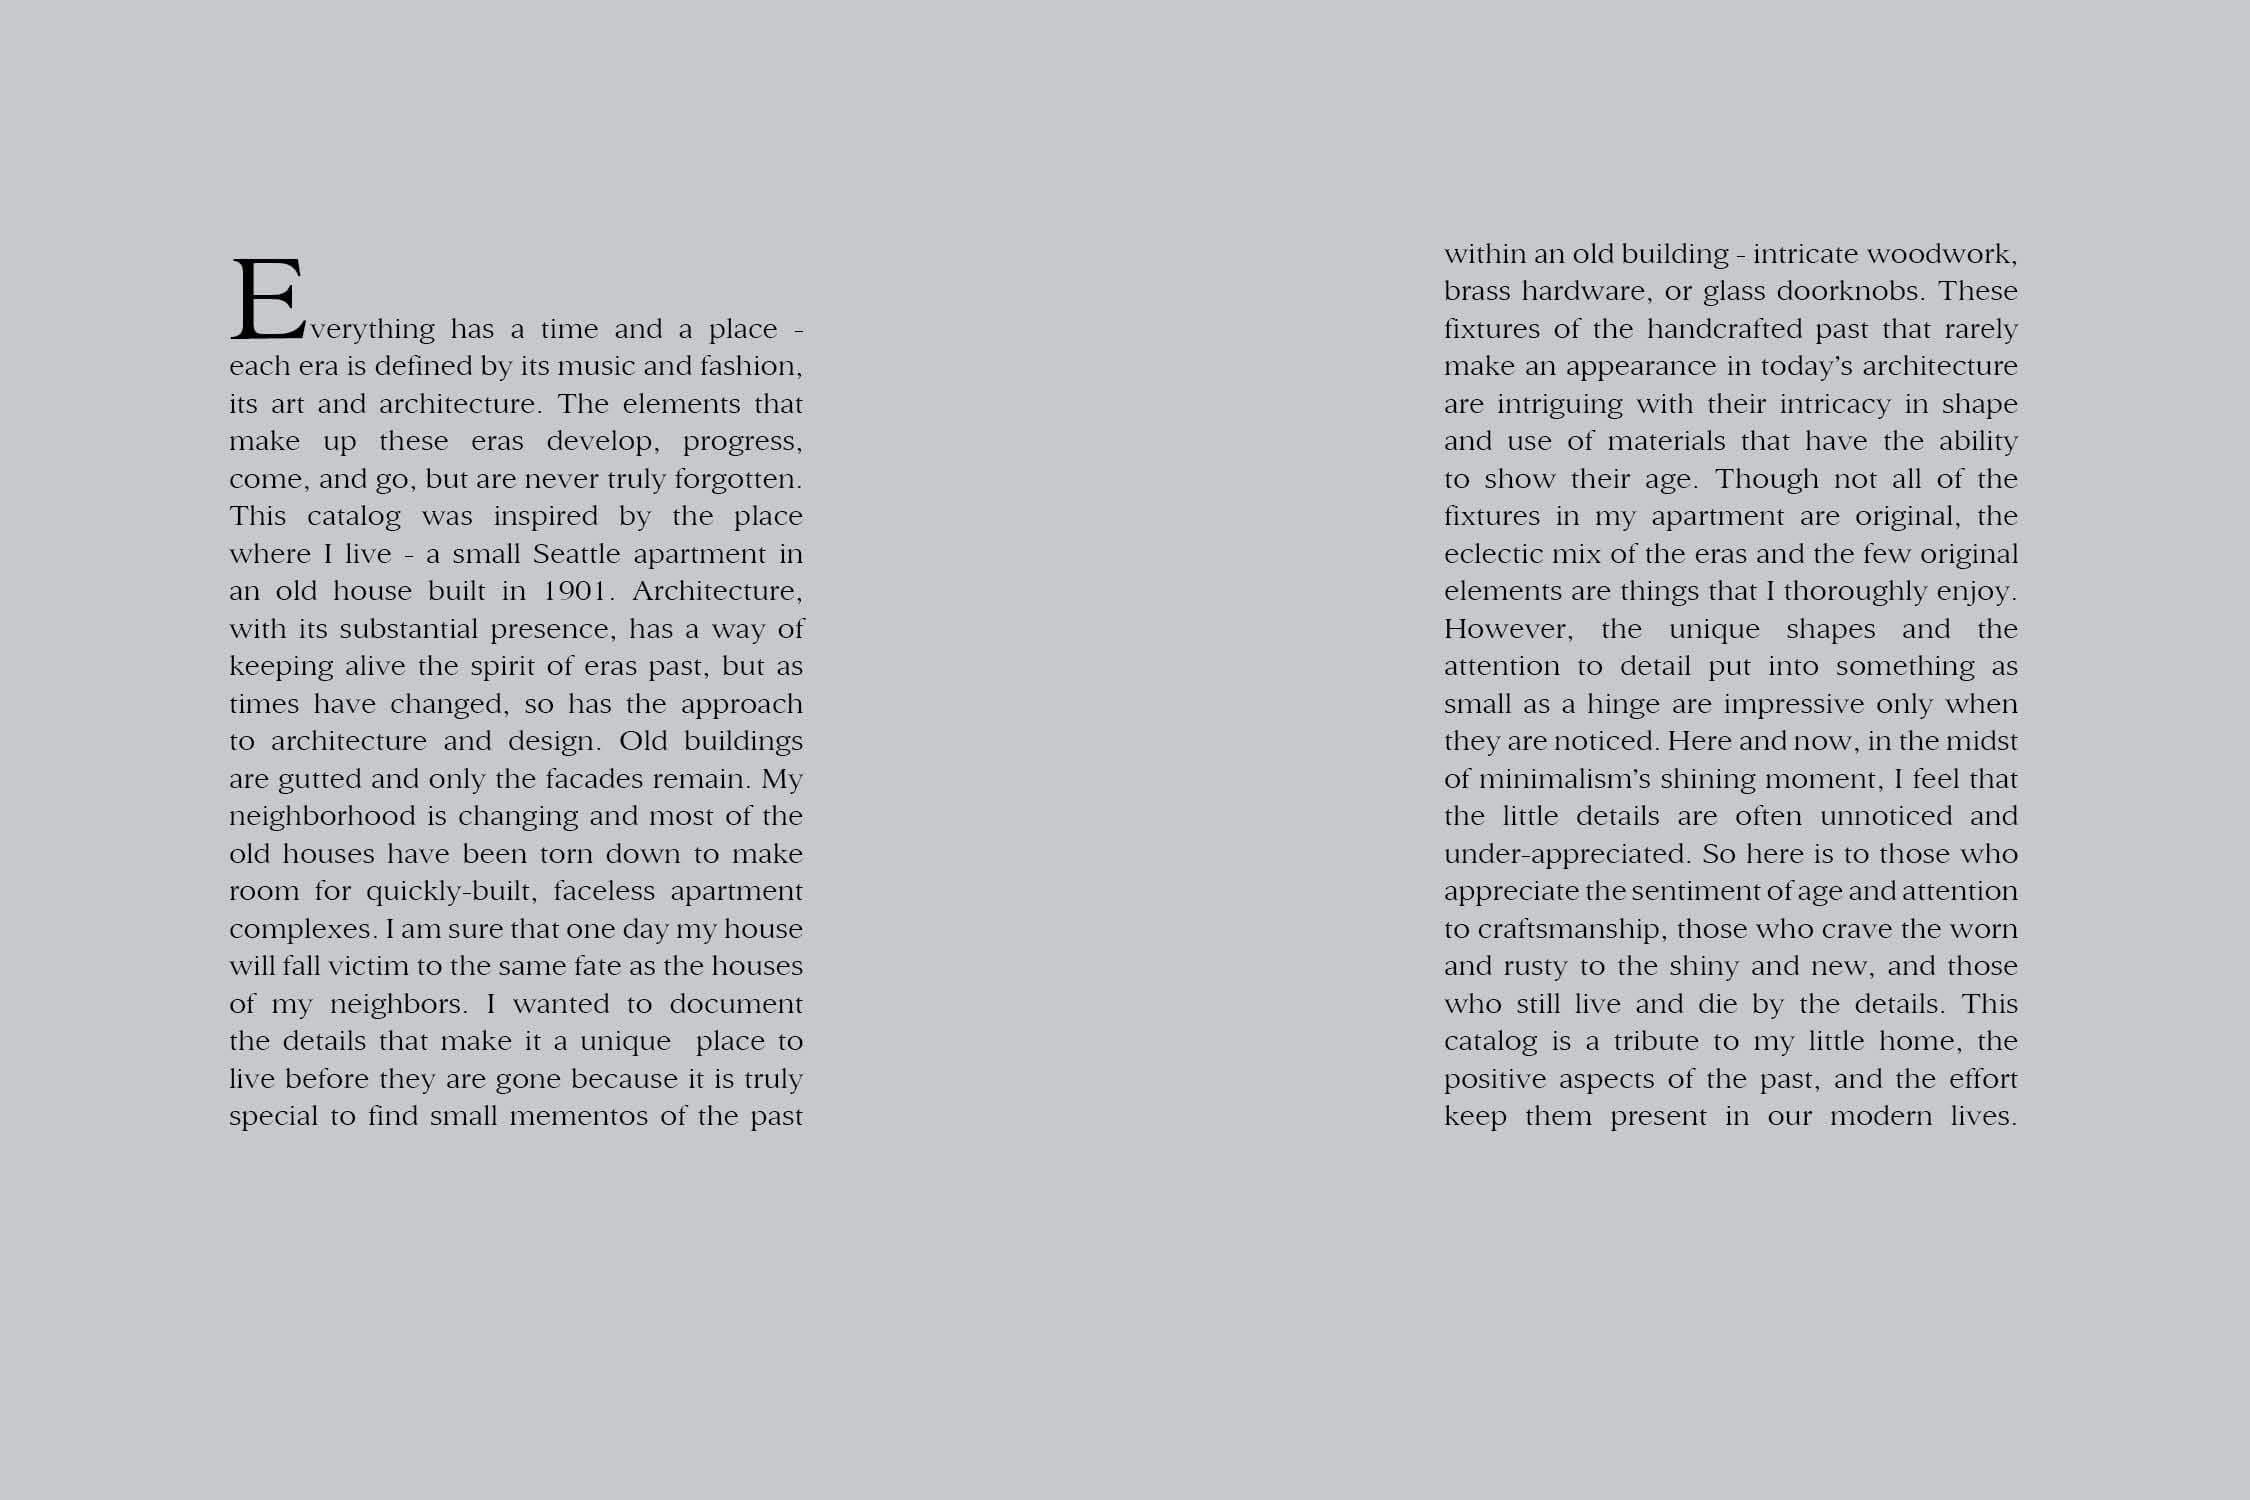 Everything has a time and a place -
each era is defined by its music and fashion,
its art and architecture. The elements that
make up these eras develop, progress,
come, and go, but are never truly forgotten.
This catalog was inspired by the place
where I live - a small Seattle apartment in
an old house built in 1901. Architecture,
with its substantial presence, has a way of
keeping alive the spirit of eras past, but as
times have changed, so has the approach
to architecture and design. Old buildings
are gutted and only the facades remain. My
neighborhood is changing and most of the
old houses have been torn down to make
room for quickly-built, faceless apartment
complexes. I am sure that one day my house
will fall victim to the same fate as the houses
of my neighbors. I wanted to document
the details that make it a unique place to
live before they are gone because it is truly
special to find small mementos of the past
within an old building - intricate woodwork,
brass hardware, or glass doorknobs. These
fixtures of the handcrafted past that rarely
make an appearance in today’s architecture
are intriguing with their intricacy in shape
and use of materials that have the ability
to show their age. Though not all of the
fixtures in my apartment are original, the
eclectic mix of the eras and the few original
elements are things that I thoroughly enjoy.
However, the unique shapes and the
attention to detail put into something as
small as a hinge are impressive only when
they are noticed. Here and now, in the midst
of minimalism’s shining moment, I feel that
the little details are often unnoticed and
under-appreciated. So here is to those who
appreciate the sentiment of age and attention
to craftsmanship, those who crave the worn
and rusty to the shiny and new, and those
who still live and die by the details. This
catalog is a tribute to my little home, the
positive aspects of the past, and the effort
keep them present in our modern lives.